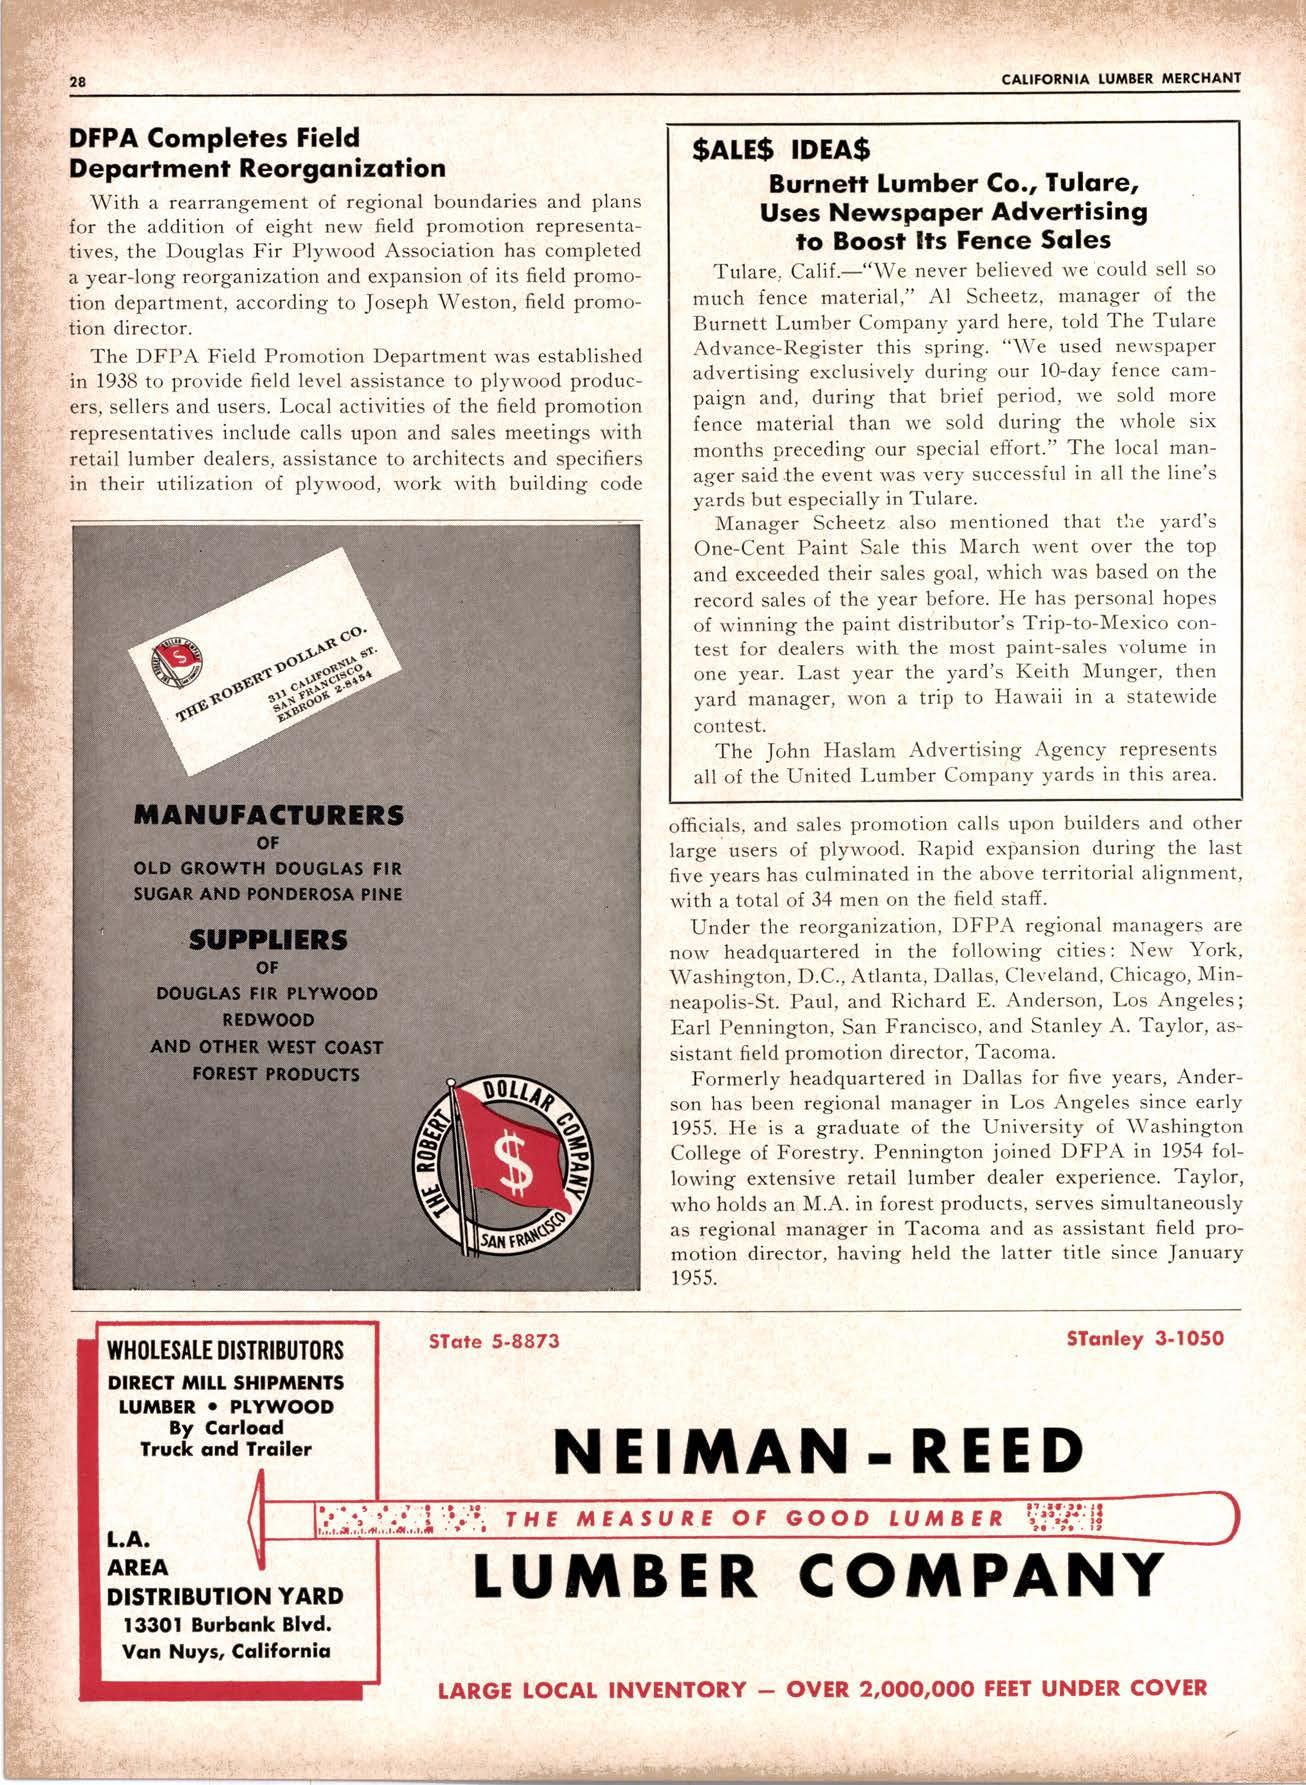 28
CALIFORNIA LUMBER MERCHANT
DFPA Completes Field
Department Reorganization
With a rearrangement of regional boundaries and plans
for the addition of eight new field promotion representa-
tives, the Douglas Fir Plywood Association has completed
a year-long reorganization and expansion of its field promo-
tion department, according to Joseph Weston, field promo-
tion director.
The DFPA Field Promotion Department was established
in 1938 to provide field level assistance to plywood produc-
ers, sellers and users. Local activities of the field promotion
representatives include calls upon and sales meetings with
retail lumber dealers, assistance to architects and specifiers
in their utilization of plywood, work with building code
$ALE$ IDEA$
Burnett Lumber Co., Tulare,
Uses Newspaper Advertising
to Boost Its Fence Sales
Tulare, Calif.—“We never believed we could sell so
much fence material,” Al Scheetz, manager of the
Burnett Lumber Company yard here, told The Tulare
Advance-Register this spring. “We used newspaper
advertising exclusively during our 10-day fence cam-
paign and, during that brief period, we sold more
fence material than we sold during the whole six
months preceding our special effort.” The local man-
ager said the event was very successful in all the line's
yards but especially in Tulare.
Manager Scheetz also mentioned that the yard's
One-Cent Paint Sale this March went over the top
and exceeded their sales goal, which was based on the
record sales of the year before. He has personal hopes
of winning the paint distributor's Trip-to-Mexico con-
test for dealers with the most paint-sales volume in
one year. Last year the yard's Keith Munger, then
yard manager, won a trip to Hawaii in a statewide
contest.
The John Haslam Advertising Agency represents
all of the United Lumber Company yards in this area.
officials, and sales promotion calls upon builders and other
large users of plywood. Rapid expansion during the last
five years has culminated in the above territorial alignment,
with a total of 34 men on the field staff.
Under the reorganization, DFPA regional managers are
now headquartered in the following cities: New York,
Washington, D.C., Atlanta, Dallas, Cleveland, Chicago, Min-
neapolis-St. Paul, and Richard E. Anderson, Los Angeles;
Earl Pennington, San Francisco, and Stanley A. Taylor, as-
sistant field promotion director, Tacoma.
Formerly headquartered in Dallas for five years, Ander-
son has been regional manager in Los Angeles since early
1955. He is a graduate of the University of Washington
College of Forestry. Pennington joined DFPA in 1954 fol-
lowing extensive retail lumber dealer experience. Taylor,
who holds an M.A. in forest products, serves simultaneously
as regional manager in Tacoma and as assistant field pro-
motion director, having held the latter title since January
1955.
THE ROBERT DOLLAR CO.
311 CALIFORNIA ST.
SAN FRANCISCO
EXBROOK 2-8454
MANUFACTURERS
OF
OLD GROWTH DOUGLAS FIR
SUGAR AND PONDEROSA PINE
SUPPLIERS
OF
DOUGLAS FIR PLYWOOD
REDWOOD
AND OTHER WEST COAST
FOREST PRODUCTS
THE ROBERT DOLLAR COMPANY
$
SAN FRANCISCO
WHOLESALE DISTRIBUTORS
DIRECT MILL SHIPMENTS
LUMBER • PLYWOOD
By Carload
Truck and Trailer
L.A.
AREA
DISTRIBUTION YARD
13301 Burbank Blvd.
Van Nuys, California
STate 5-8873
STanley 3-1050
NEIMAN-REED
THE MEASURE OF GOOD LUMBER
LUMBER COMPANY
LARGE LOCAL INVENTORY — OVER 2,000,000 FEET UNDER COVER